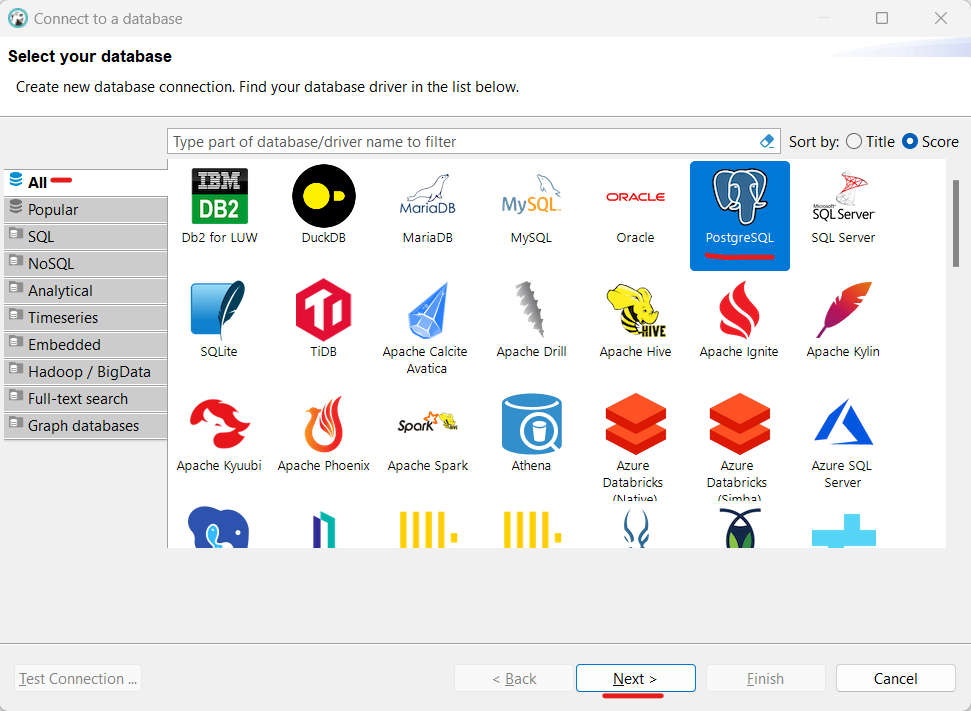 Connect to a database
Select your database
Create new database connection. Find your database driver in the list below.
Type part of database/driver name to filter
Sort by: Title Score
All
Popular
SQL
NoSQL
Analytical
Timeseries
Embedded
Hadoop / BigData
Full-text search
Graph databases
IBM
DB2
MariaDB
MySQL
ORACLE
Microsoft
SQL Server
Db2 for LUW
DuckDB
MariaDB
MySQL
Oracle
PostgreSQL
SQL Server
HIVE
SQLite
TiDB
Apache Calcite
Avatica
Apache Drill
Apache Hive
Apache Ignite
Apache Kylin
Spark
Apache Kyuubi
Apache Phoenix
Apache Spark
Athena
Azure
Databricks
(Native)
Azure
Databricks
(Simba)
Azure SQL
Server
Test Connection ...
< Back
Next >
Finish
Cancel